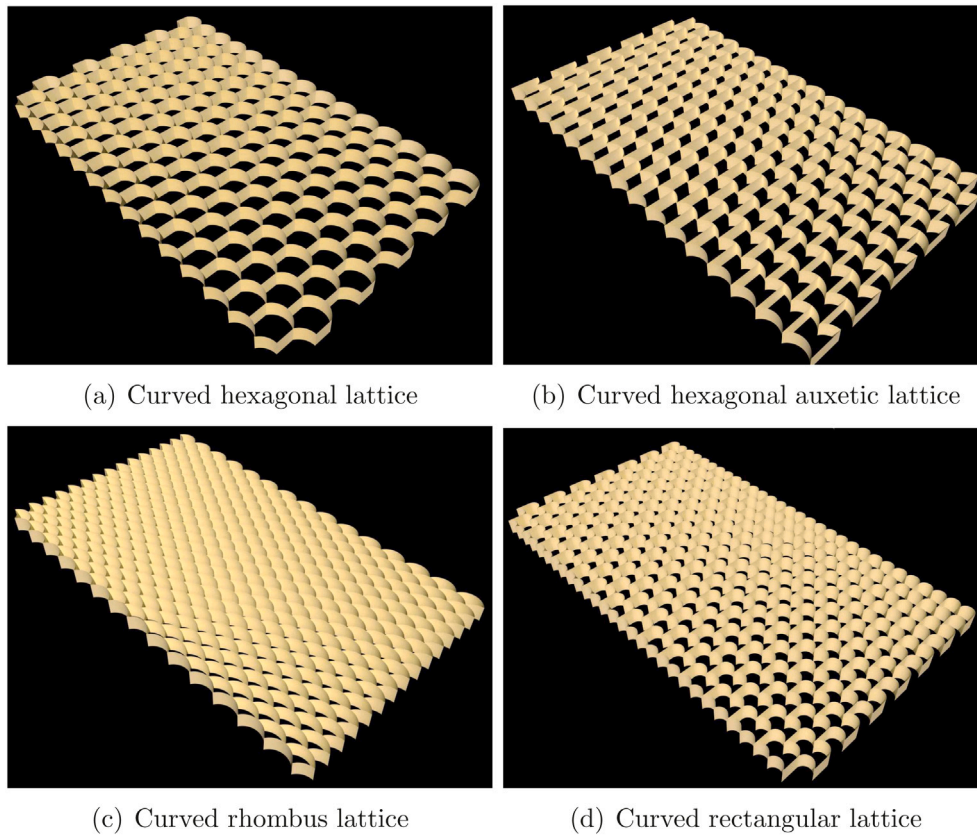 (a) Curved hexagonal lattice
(b) Curved hexagonal auxetic lattice
(c) Curved rhombus lattice
(d) Curved rectangular lattice